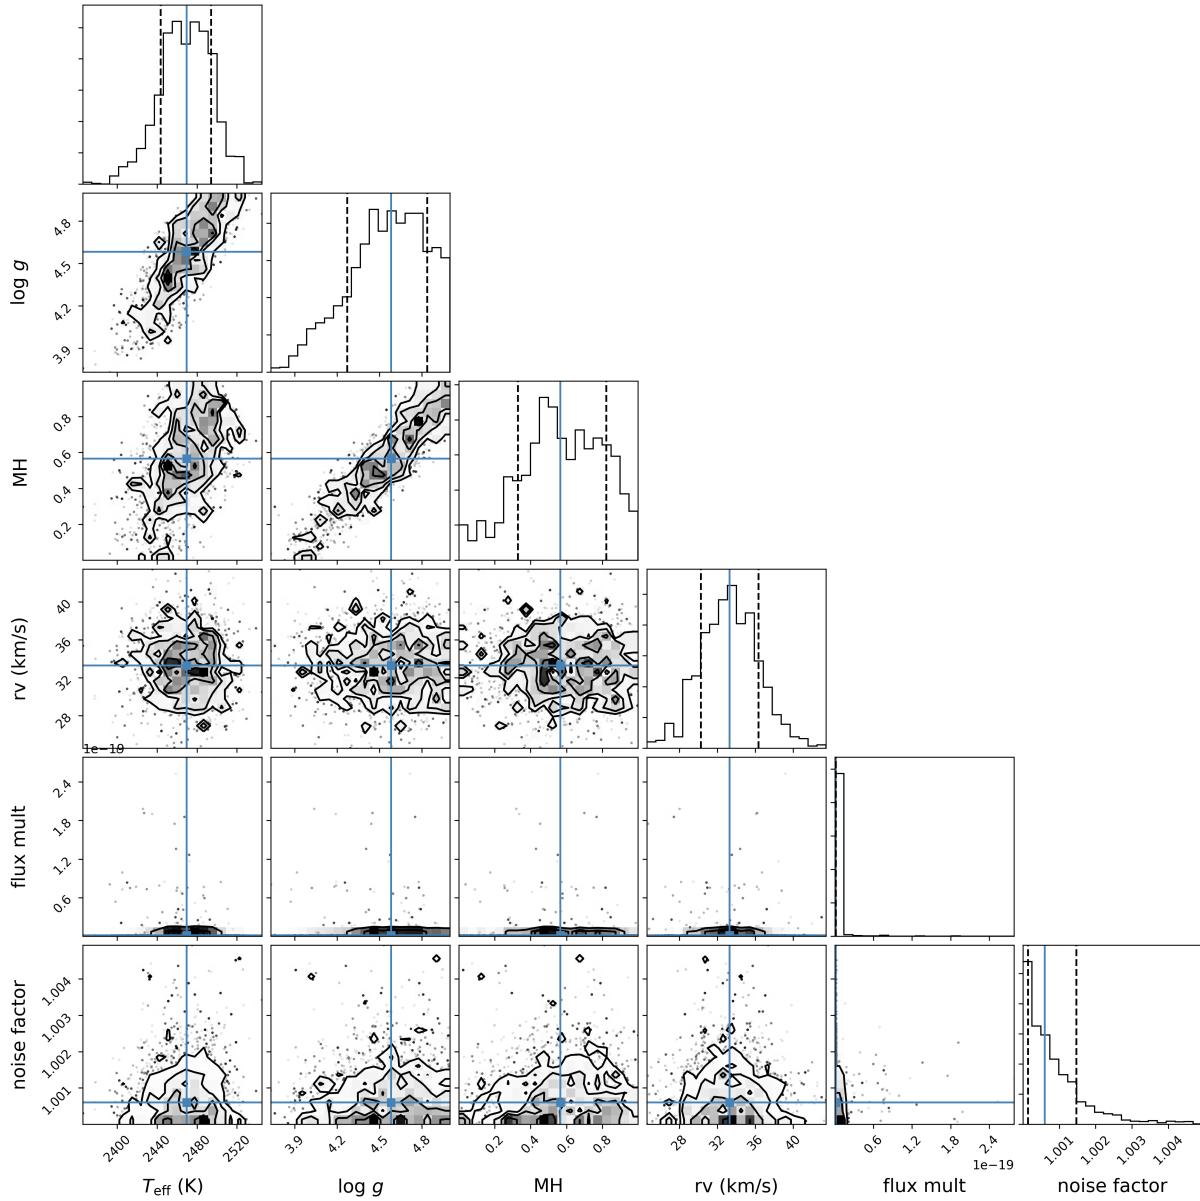 log g
4.8
4.5
4.2
3.9
MH
0.8
0.6
0.4
0.2
rv (km/s)
40
36
32
28
1e−19
flux mult
2.4
1.8
1.2
0.6
noise factor
1.004
1.003
1.002
1.001
2400 2440 2480 2520
3.9 4.2 4.5 4.8
0.2 0.4 0.6 0.8
28 32 36 40
0.6 1.2 1.8 2.4
1e−19
1.001 1.002 1.003 1.004
Teff (K) log g MH rv (km/s) flux mult noise factor